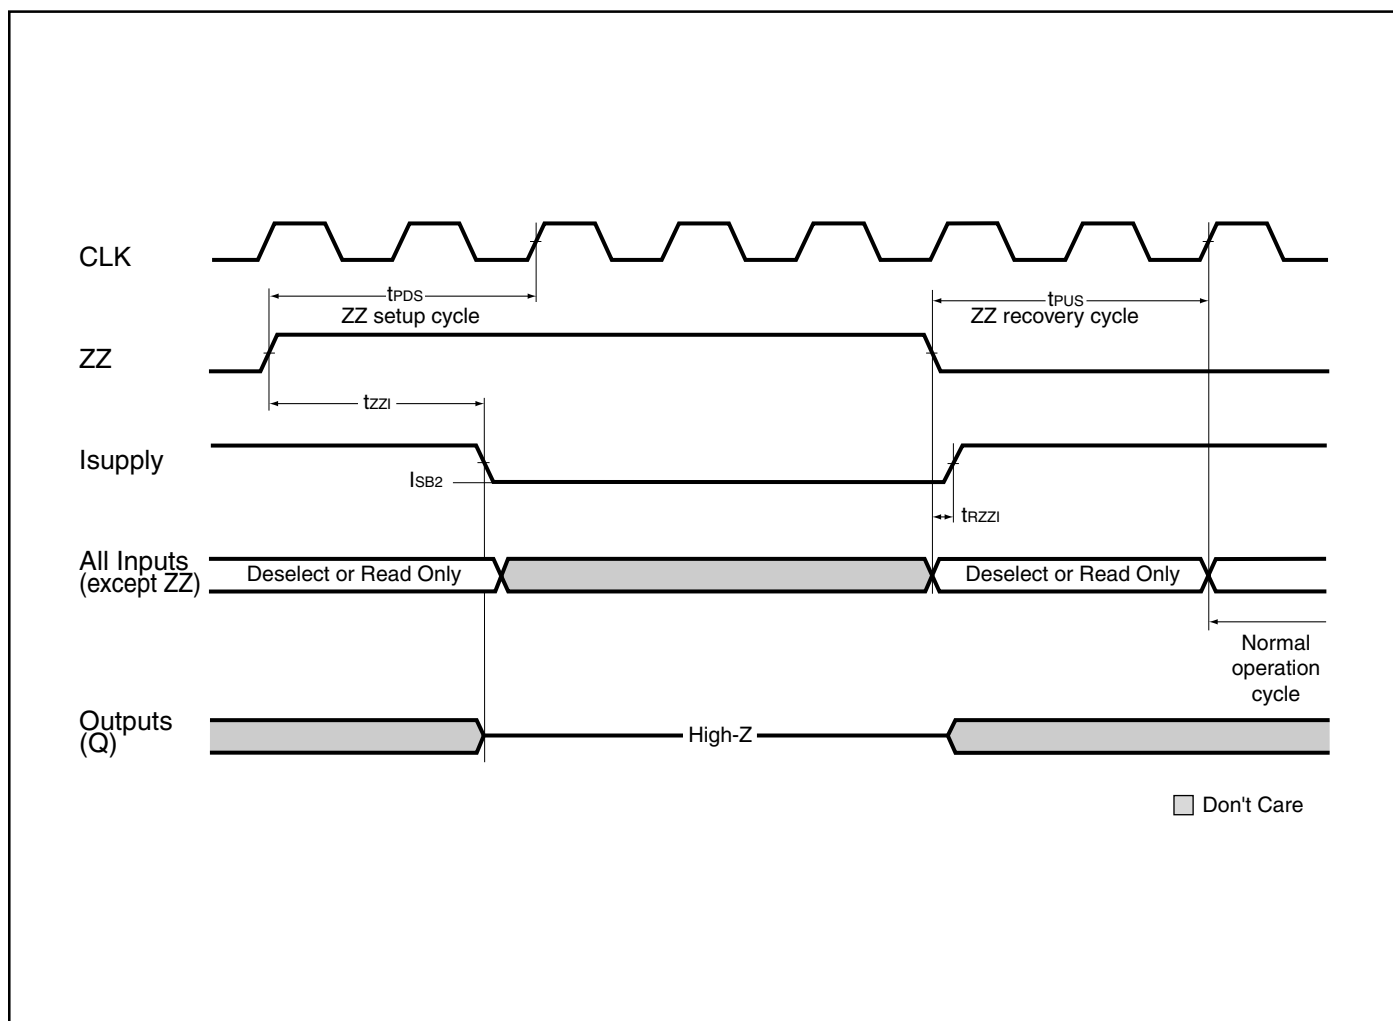 CLK
tPDS
ZZ setup cycle
tPUS
ZZ recovery cycle
ZZ
tZZI
Isupply
ISB2
tRZZI
All Inputs
(except ZZ)
Deselect or Read Only
Deselect or Read Only
Normal
operation
cycle
Outputs
(Q)
High-Z
Don't Care